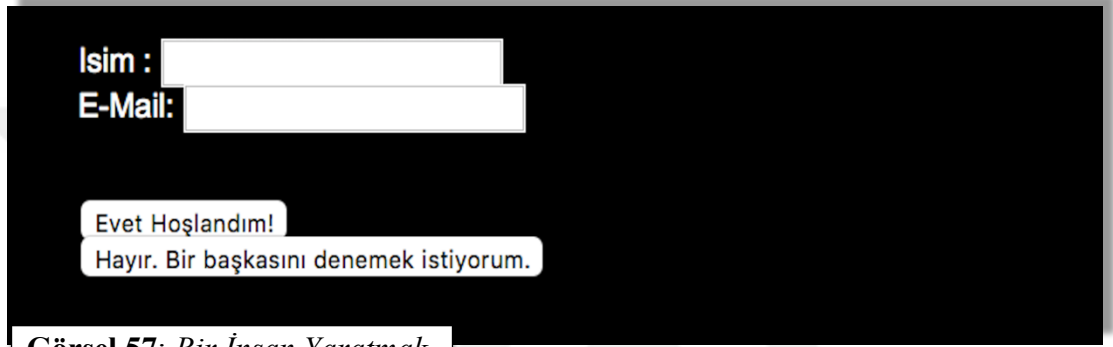 Isim :
E-Mail:
Evet Hoşlandım!
Hayır. Bir başkasını denemek istiyorum.
Görsel 57: Bir İnsan Yaratmak